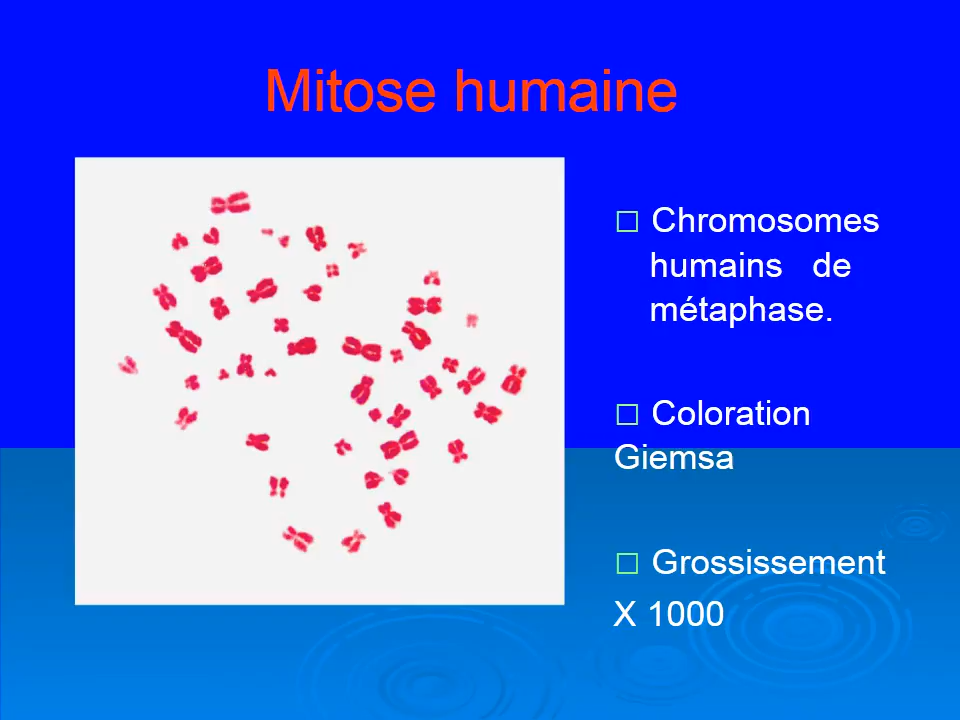 Mitose humaine
□ Chromosomes
humains de
métaphase.
□ Coloration
Giemsa
□ Grossissement
X 1000